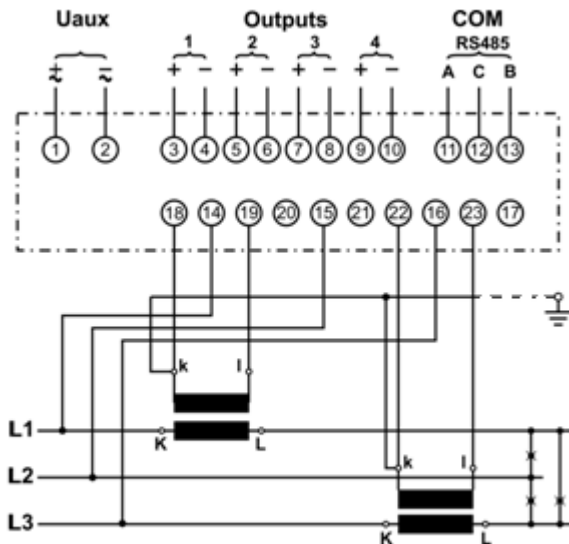 Uaux Outputs COM
1 2 3 4 RS485
+ − + − + − + − A C B
1 2 3 4 5 6 7 8 9 10 11 12 13
18 14 19 20 15 21 22 16 23 17
k l
L1
K L
k l
L2
L3
K L